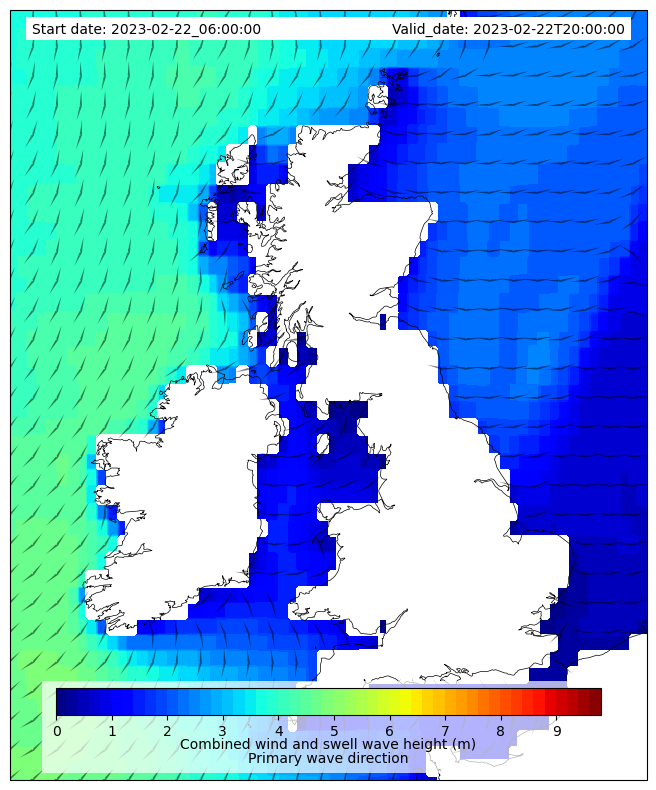 Start date: 2023-02-22_06:00:00 Valid_date: 2023-02-22T20:00:00
0 1 2 3 4 5 6 7 8 9
Combined wind and swell wave height (m)
Primary wave direction